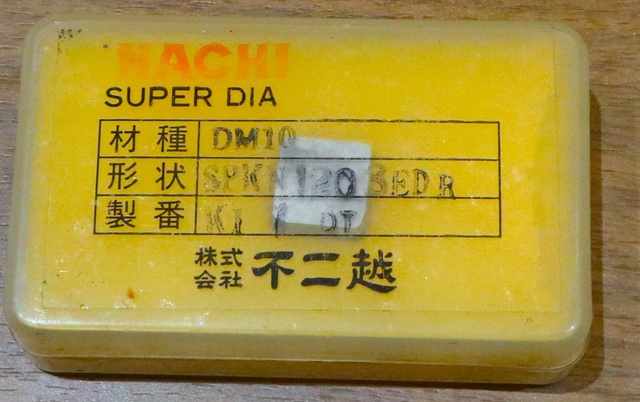 NACHI
SUPER DIA
材種 DM10
形状
製番
株式会社 不二越